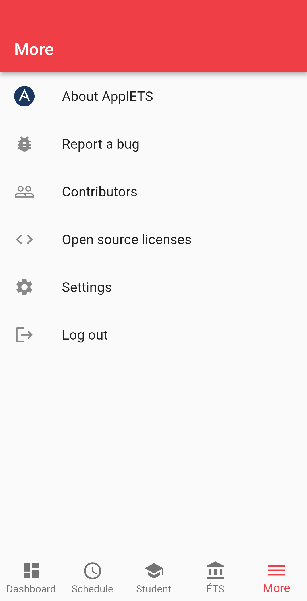 More
About ApplETS
Report a bug
Contributors
Open source licenses
Settings
Log out
Dashboard
Schedule
Student
ÉTS
More